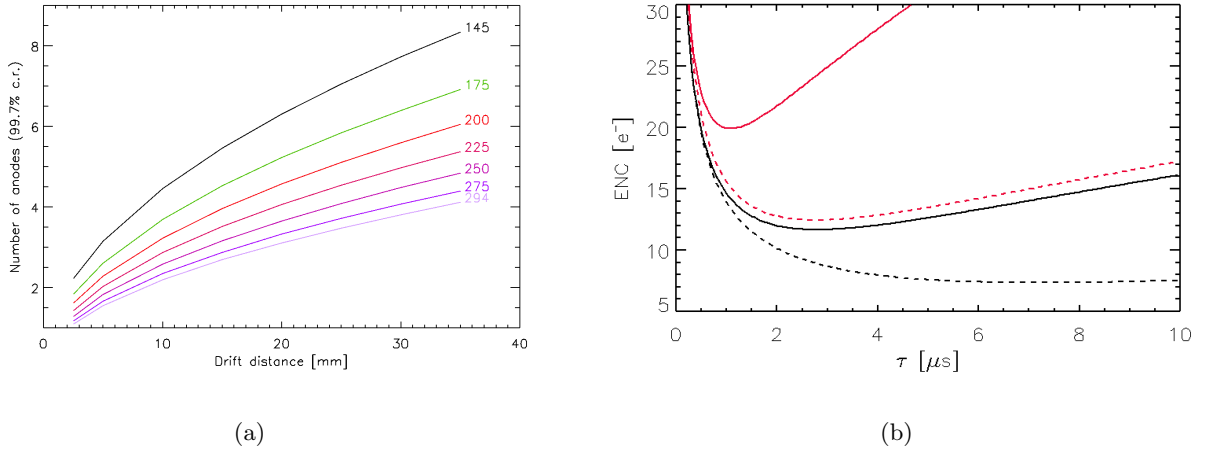 145
175
200
225
250
275
294
Number of anodes (99.7% c.r.)
8
6
4
2
0 10 20 30 40
Drift distance [mm]
(a)
30
25
20
15
10
5
ENC [e⁻]
0 2 4 6 8 10
τ [μs]
(b)